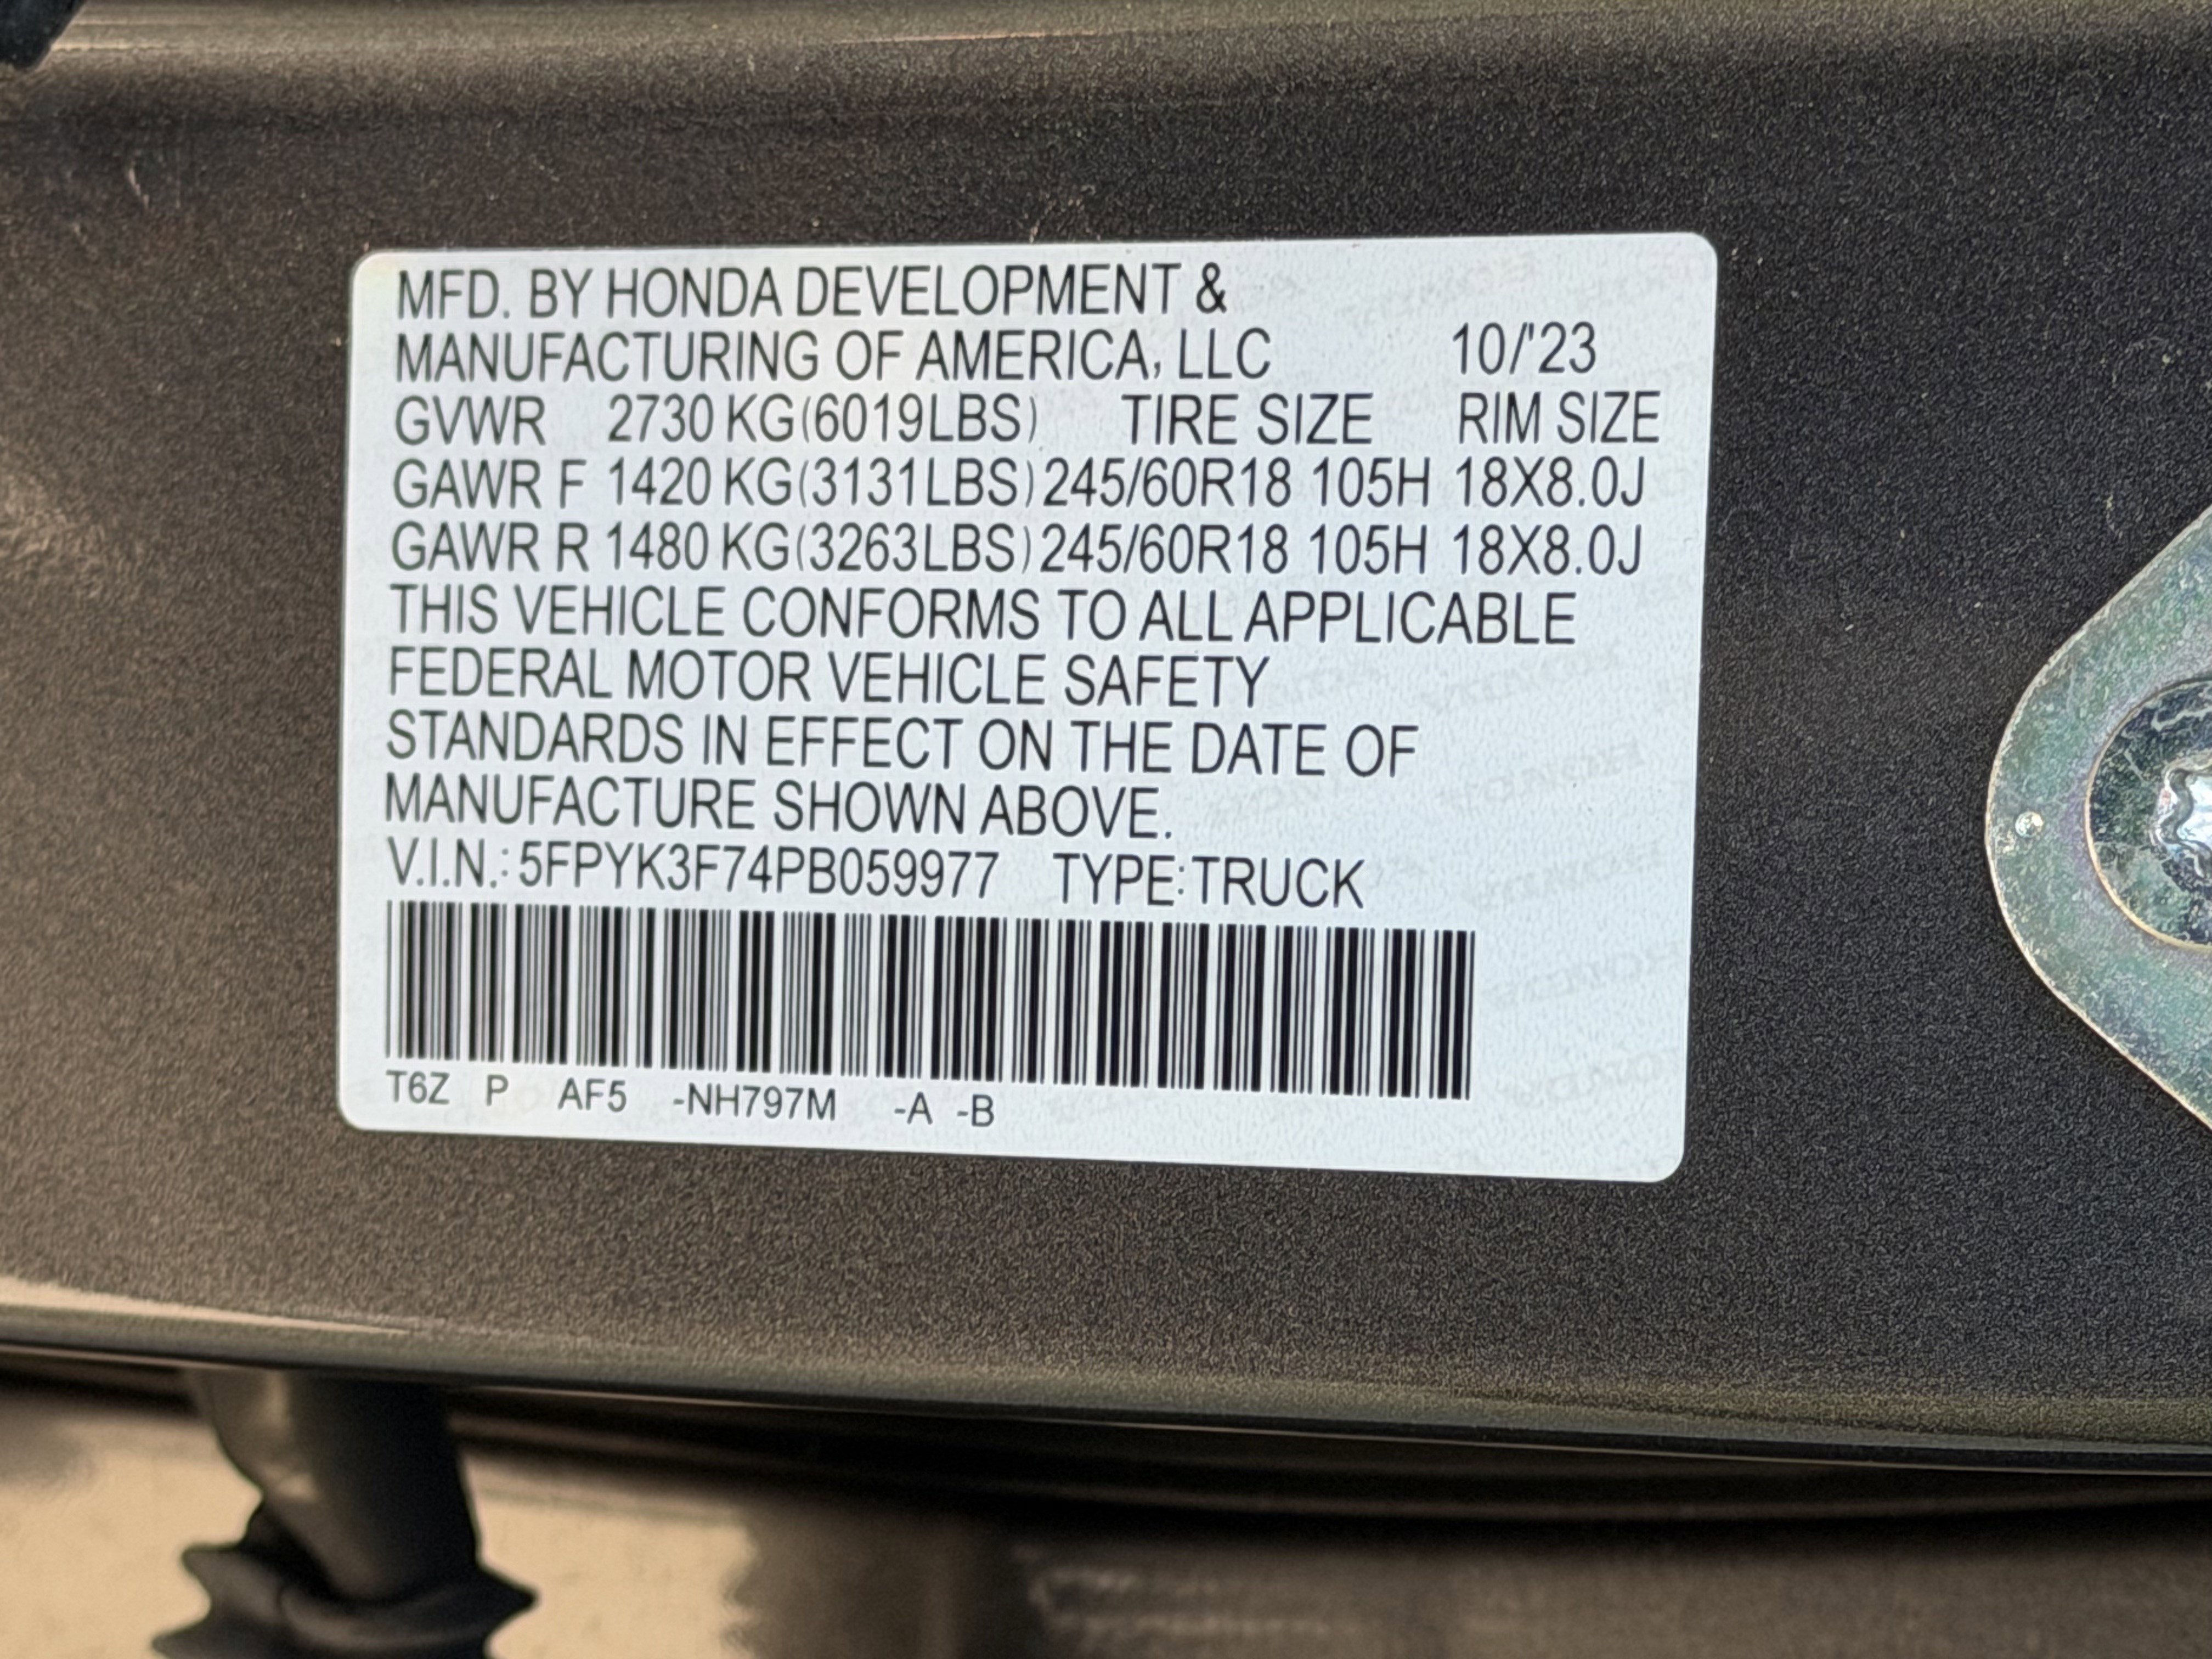 MFD. BY HONDA DEVELOPMENT &
MANUFACTURING OF AMERICA, LLC 10/'23
GVWR 2730 KG(6019LBS) TIRE SIZE RIM SIZE
GAWR F 1420 KG(3131LBS) 245/60R18 105H 18X8.0J
GAWR R 1480 KG(3263LBS) 245/60R18 105H 18X8.0J
THIS VEHICLE CONFORMS TO ALL APPLICABLE
FEDERAL MOTOR VEHICLE SAFETY
STANDARDS IN EFFECT ON THE DATE OF
MANUFACTURE SHOWN ABOVE.
V.I.N.: 5FPYK3F74PB059977 TYPE:TRUCK
T6Z P AF5 -NH797M -A -B